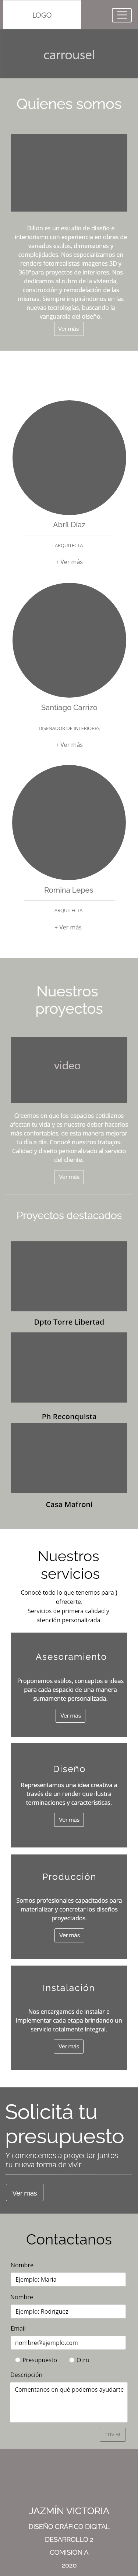 LOGO
carrousel
Quienes somos
Dillon es un estudio de diseño e
interiorismo con experiencia en obras de
variados estilos, dimensiones y
complejidades. Nos especializamos en
renders fotorrealistas Imagenes 3D y
360°para proyectos de interiores. Nos
dedicamos al rubro de la vivienda,
construcción y remodelación de las
mismas. Siempre inspirándonos en las
nuevas tecnologías, buscando la
vanguardia del diseño.
Ver más
Abril Diaz
ARQUITECTA
+ Ver más
Santiago Carrizo
DISEÑADOR DE INTERIORES
+ Ver más
Romina Lepes
ARQUITECTA
+ Ver más
Nuestros
proyectos
video
Creemos en que los espacios cotidianos
afectan tu vida y es nuestro deber hacerlos
más confortables, de esta manera mejorar
tu día a día. Cónocé nuestros trabajos.
Calidad y diseño personalizado al servicio
del cliente.
Ver más
Proyectos destacados
Dpto Torre Libertad
Ph Reconquista
Casa Mafroni
Nuestros
servicios
Conocé todo lo que tenemos para }
ofrecerte.
Servicios de primera calidad y
atención personalizada.
Asesoramiento
Proponemos estilos, conceptos e ideas
para cada espacio de una manera
sumamente personalizada.
Ver más
Diseño
Representamos una idea creativa a
través de un render que ilustra
terminaciones y características.
Ver más
Producción
Somos profesionales capacitados para
materializar y concretar los diseños
proyectados.
Ver más
Instalación
Nos encargamos de instalar e
implementar cada etapa brindando un
servicio totalmente integral.
Ver más
Solicitá tu
presupuesto
Y comencemos a proyectar juntos
tu nueva forma de vivir
Ver más
Contactanos
Nombre
Ejemplo: María
Nombre
Ejemplo: Rodríguez
Email
nombre@ejemplo.com
Presupuesto Otro
Descripción
Comentanos en qué podemos ayudarte
Enviar
JAZMÍN VICTORIA
DISEÑO GRÁFICO DIGITAL
DESARROLLO 2
COMISIÓN A
2020